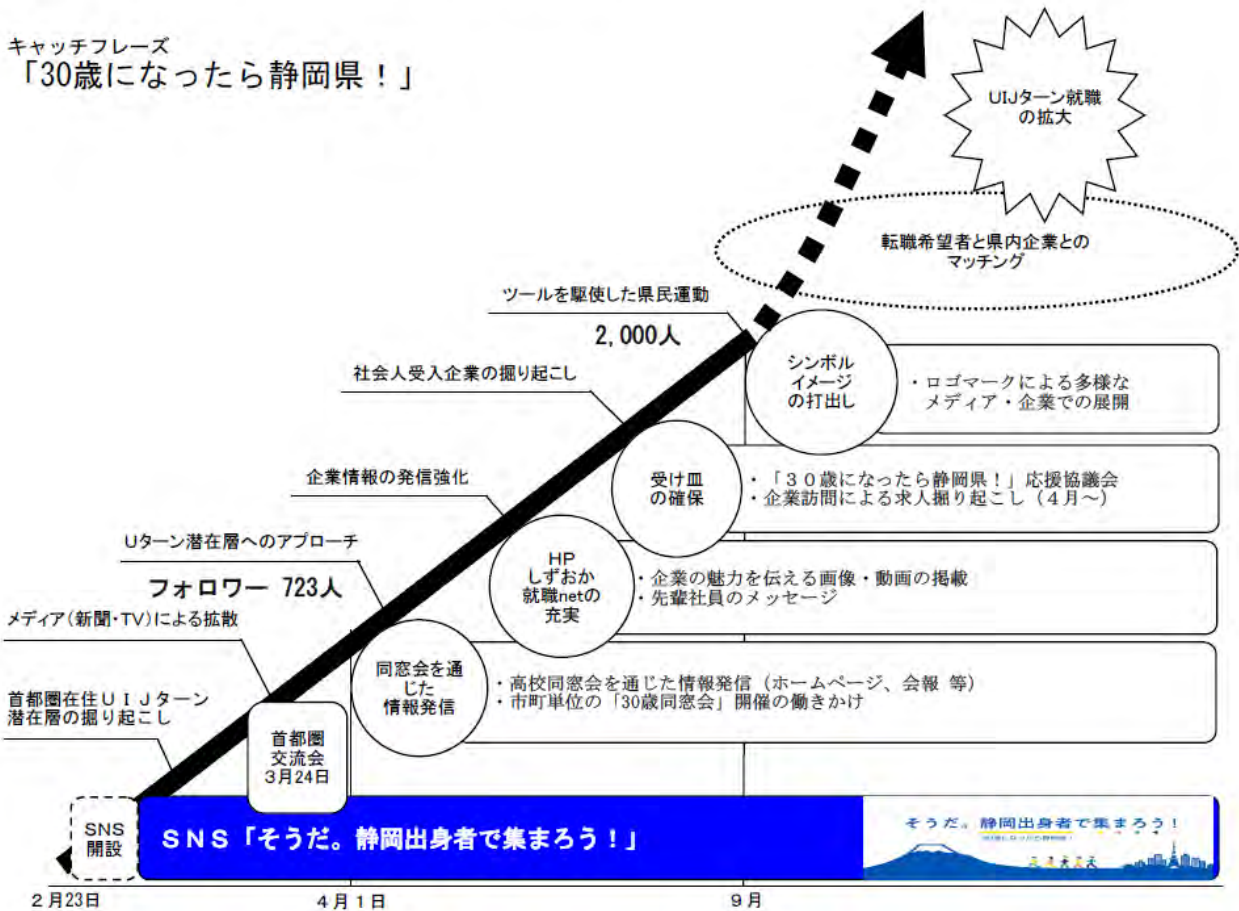 キャッチフレーズ
「30歳になったら静岡県！」
UIJターン就職
の拡大
転職希望者と県内企業との
マッチング
ツールを駆使した県民運動
2,000人
シンボル
イメージ
の打出し
・ロゴマークによる多様な
メディア・企業での展開
社会人受入企業の掘り起こし
受け皿
の確保
・「３０歳になったら静岡県！」応援協議会
・企業訪問による求人掘り起こし（４月～）
企業情報の発信強化
HP
しずおか
就職netの
充実
・企業の魅力を伝える画像・動画の掲載
・先輩社員のメッセージ
Uターン潜在層へのアプローチ
フォロワー 723人
メディア（新聞・TV）による拡散
同窓会を通
じた
情報発信
・高校同窓会を通じた情報発信（ホームページ、会報 等）
・市町単位の「30歳同窓会」開催の働きかけ
首都圏在住ＵＩＪターン
潜在層の掘り起こし
首都圏
交流会
3月24日
SNS
開設
ＳＮＳ「そうだ。静岡出身者で集まろう！」
そうだ。静岡出身者で集まろう！
２月23日
４月１日
９月